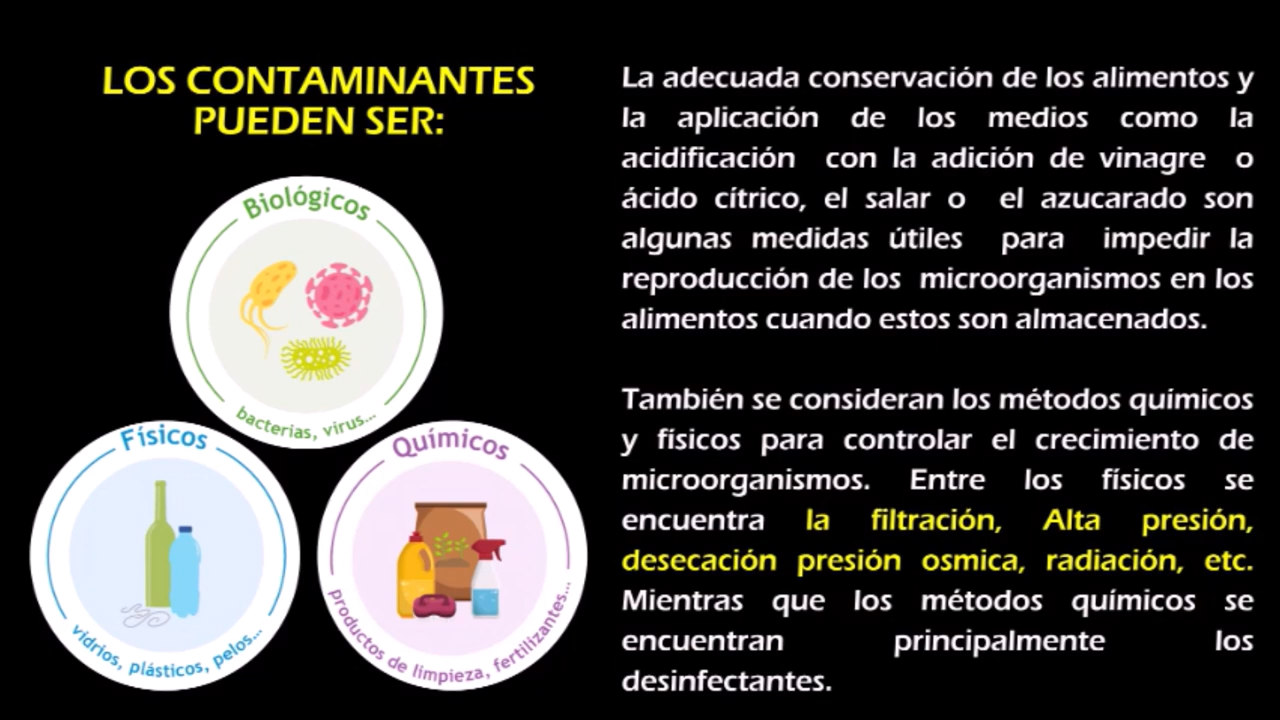 LOS CONTAMINANTES
PUEDEN SER:
Biológicos
bacterias, virus...
Físicos
vidrios, plásticos, pelos...
Químicos
productos de limpieza, fertilizantes...
La adecuada conservación de los alimentos y
la aplicación de los medios como la
acidificación con la adición de vinagre o
ácido cítrico, el salar o el azucarado son
algunas medidas útiles para impedir la
reproducción de los microorganismos en los
alimentos cuando estos son almacenados.
También se consideran los métodos químicos
y físicos para controlar el crecimiento de
microorganismos. Entre los físicos se
encuentra la filtración, Alta presión,
desecación presión osmica, radiación, etc.
Mientras que los métodos químicos se
encuentran principalmente los
desinfectantes.